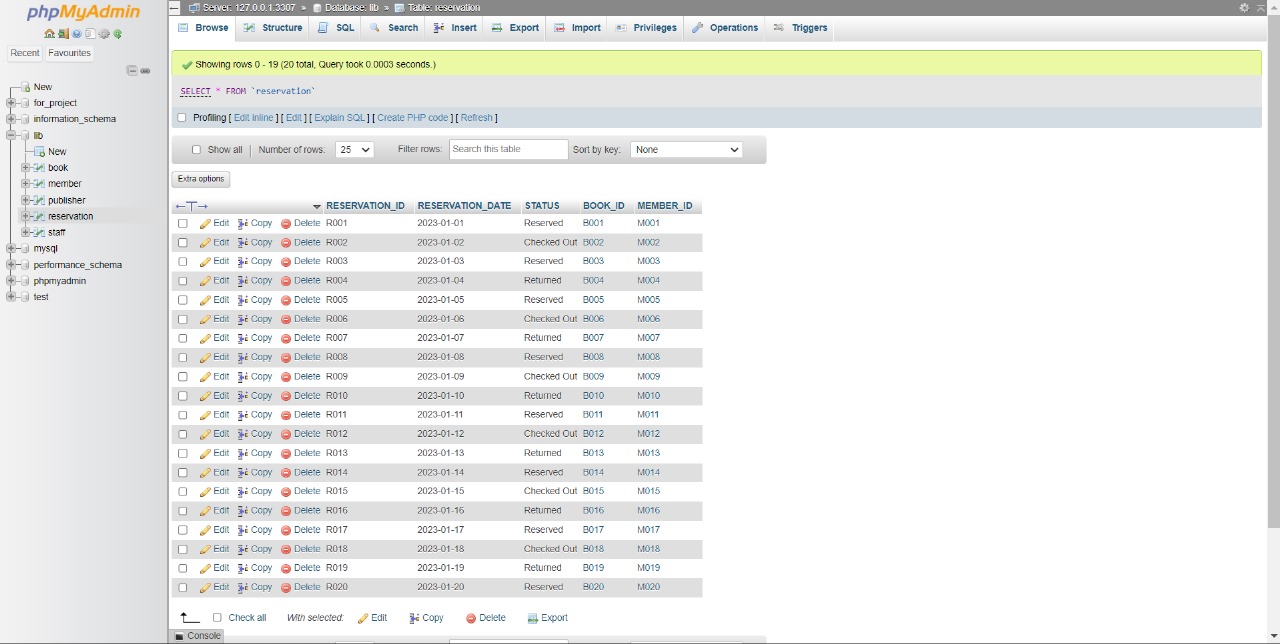 phpMyAdmin
Server: 127.0.0.1:3307 » Database: lib » Table: reservation
Browse Structure SQL Search Insert Export Import Privileges Operations Triggers
Recent Favourites
New
for_project
information_schema
lib
New
book
member
publisher
reservation
staff
mysql
performance_schema
phpmyadmin
test
Showing rows 0 - 19 (20 total, Query took 0.0003 seconds.)
SELECT * FROM `reservation`
Profiling [ Edit inline ] [ Edit ] [ Explain SQL ] [ Create PHP code ] [ Refresh ]
Show all | Number of rows: 25 Filter rows: Search this table Sort by key: None
Extra options
←T→ RESERVATION_ID RESERVATION_DATE STATUS BOOK_ID MEMBER_ID
Edit Copy Delete R001 2023-01-01 Reserved B001 M001
Edit Copy Delete R002 2023-01-02 Checked Out B002 M002
Edit Copy Delete R003 2023-01-03 Reserved B003 M003
Edit Copy Delete R004 2023-01-04 Returned B004 M004
Edit Copy Delete R005 2023-01-05 Reserved B005 M005
Edit Copy Delete R006 2023-01-06 Checked Out B006 M006
Edit Copy Delete R007 2023-01-07 Returned B007 M007
Edit Copy Delete R008 2023-01-08 Reserved B008 M008
Edit Copy Delete R009 2023-01-09 Checked Out B009 M009
Edit Copy Delete R010 2023-01-10 Returned B010 M010
Edit Copy Delete R011 2023-01-11 Reserved B011 M011
Edit Copy Delete R012 2023-01-12 Checked Out B012 M012
Edit Copy Delete R013 2023-01-13 Returned B013 M013
Edit Copy Delete R014 2023-01-14 Reserved B014 M014
Edit Copy Delete R015 2023-01-15 Checked Out B015 M015
Edit Copy Delete R016 2023-01-16 Returned B016 M016
Edit Copy Delete R017 2023-01-17 Reserved B017 M017
Edit Copy Delete R018 2023-01-18 Checked Out B018 M018
Edit Copy Delete R019 2023-01-19 Returned B019 M019
Edit Copy Delete R020 2023-01-20 Reserved B020 M020
Check all With selected: Edit Copy Delete Export
Console